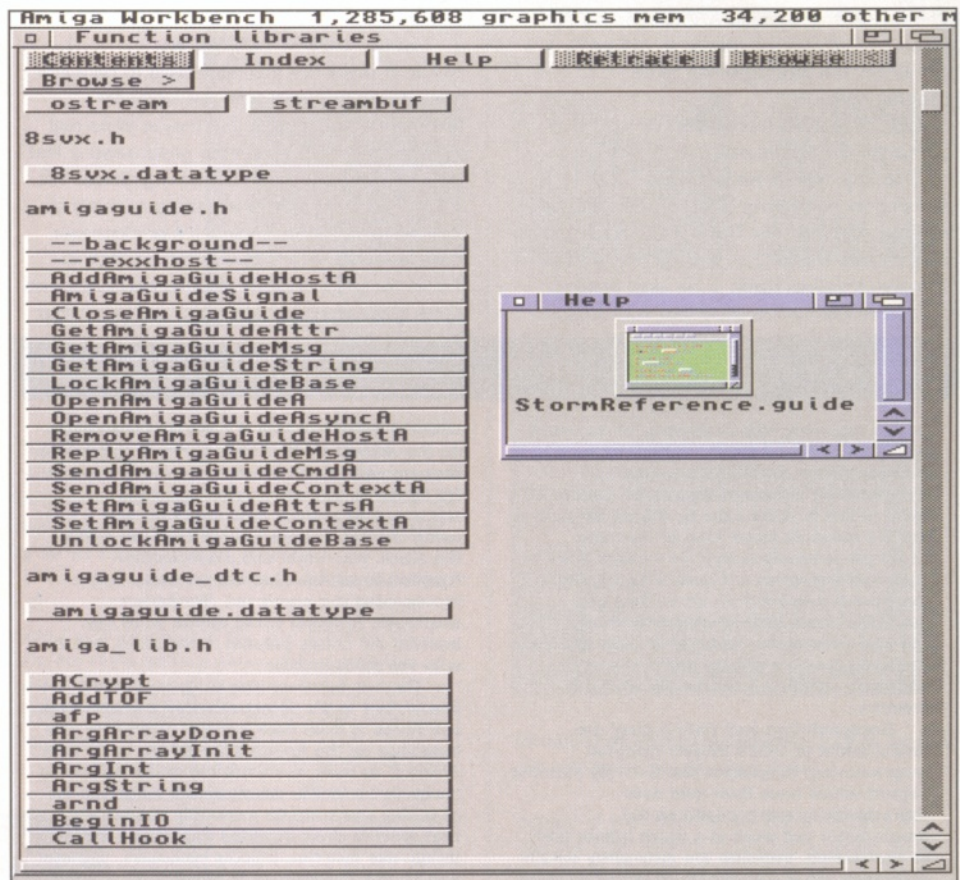 Amiga Workbench 1,285,608 graphics mem 34,200 other m
Function libraries
Contents Index Help Retrace Browse <
Browse >
ostream streambuf
8svx.h
8svx.datatype
amigaguide.h
--background--
--rexxhost--
AddAmigaGuideHostA
AmigaGuideSignal
CloseAmigaGuide
GetAmigaGuideAttr
GetAmigaGuideMsg
GetAmigaGuideString
LockAmigaGuideBase
OpenAmigaGuideA
OpenAmigaGuideAsyncA
RemoveAmigaGuideHostA
ReplyAmigaGuideMsg
SendAmigaGuideCmdA
SendAmigaGuideContextA
SetAmigaGuideAttrsA
SetAmigaGuideContextA
UnlockAmigaGuideBase
amigaguide_dtc.h
amigaguide.datatype
amiga_lib.h
ACrypt
AddTOF
afp
ArgArrayDone
ArgArrayInit
ArgInt
ArgString
arnd
BeginIO
CallHook
Help
StormReference.guide